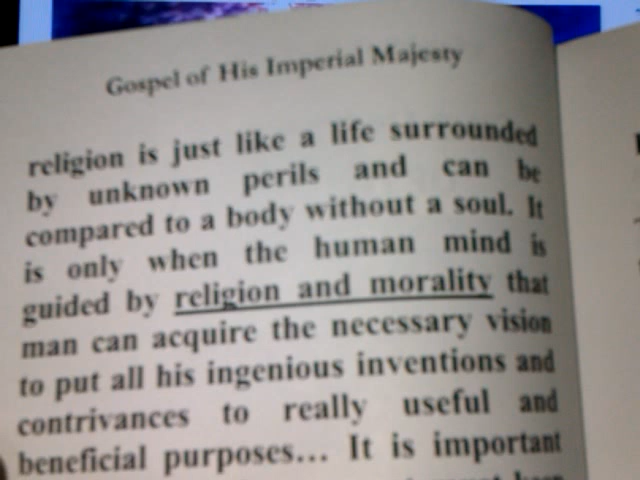 Gospel of His Imperial Majesty
religion is just like a life surrounded
by unknown perils and can be
compared to a body without a soul. It
is only when the human mind is
guided by religion and morality that
man can acquire the necessary vision
to put all his ingenious inventions and
contrivances to really useful and
beneficial purposes... It is important